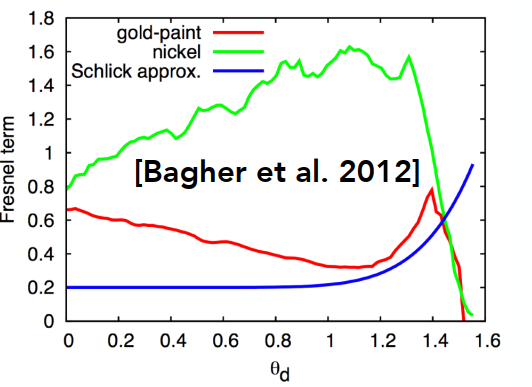 1.8
1.6
1.4
1.2
1
0.8
0.6
0.4
0.2
0
Fresnel term
gold-paint
nickel
Schlick approx.
[Bagher et al. 2012]
0 0.2 0.4 0.6 0.8 1 1.2 1.4 1.6
θd